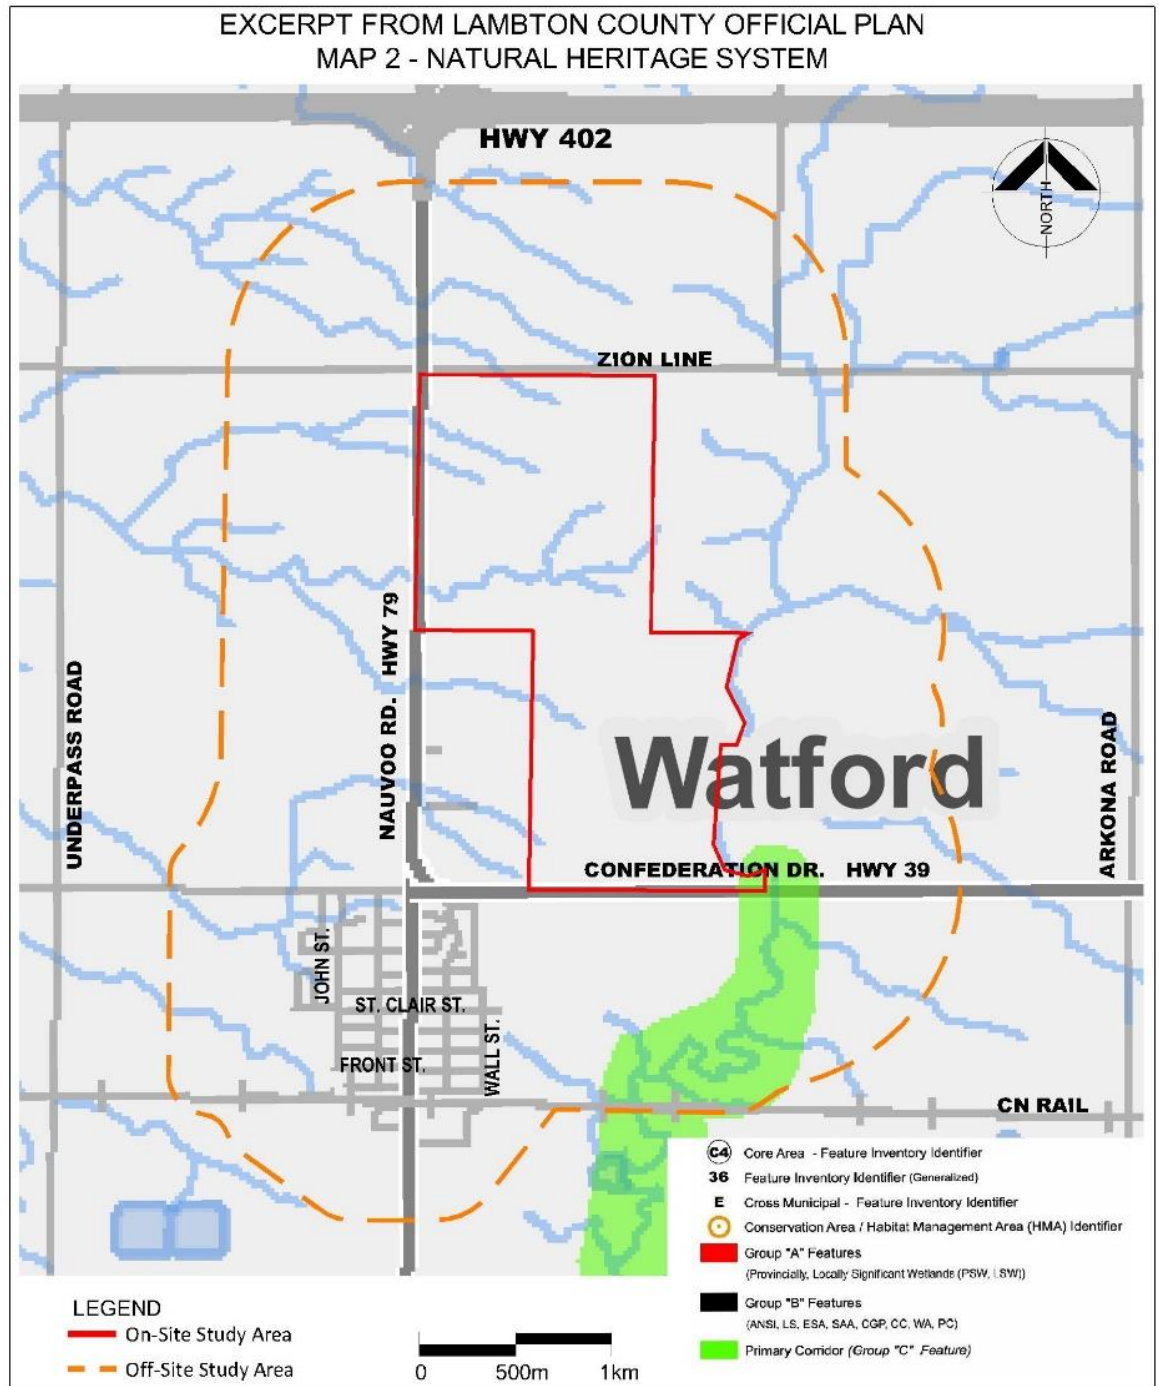 EXCERPT FROM LAMBTON COUNTY OFFICIAL PLAN
MAP 2 - NATURAL HERITAGE SYSTEM
HWY 402
NORTH
ZION LINE
UNDERPASS ROAD
NAUVOO RD. HWY 79
Watford
ARKONA ROAD
CONFEDERATION DR. HWY 39
JOHN ST.
ST. CLAIR ST.
FRONT ST.
WALL ST.
CN RAIL
C4 Core Area - Feature Inventory Identifier
36 Feature Inventory Identifier (Generalized)
E Cross Municipal - Feature Inventory Identifier
Conservation Area / Habitat Management Area (HMA) Identifier
Group "A" Features
(Provincially, Locally Significant Wetlands (PSW, LSW))
Group "B" Features
(ANSI, LS, ESA, SAA, CGP, CC, WA, PC)
Primary Corridor (Group "C" Feature)
LEGEND
On-Site Study Area
Off-Site Study Area
0 500m 1km